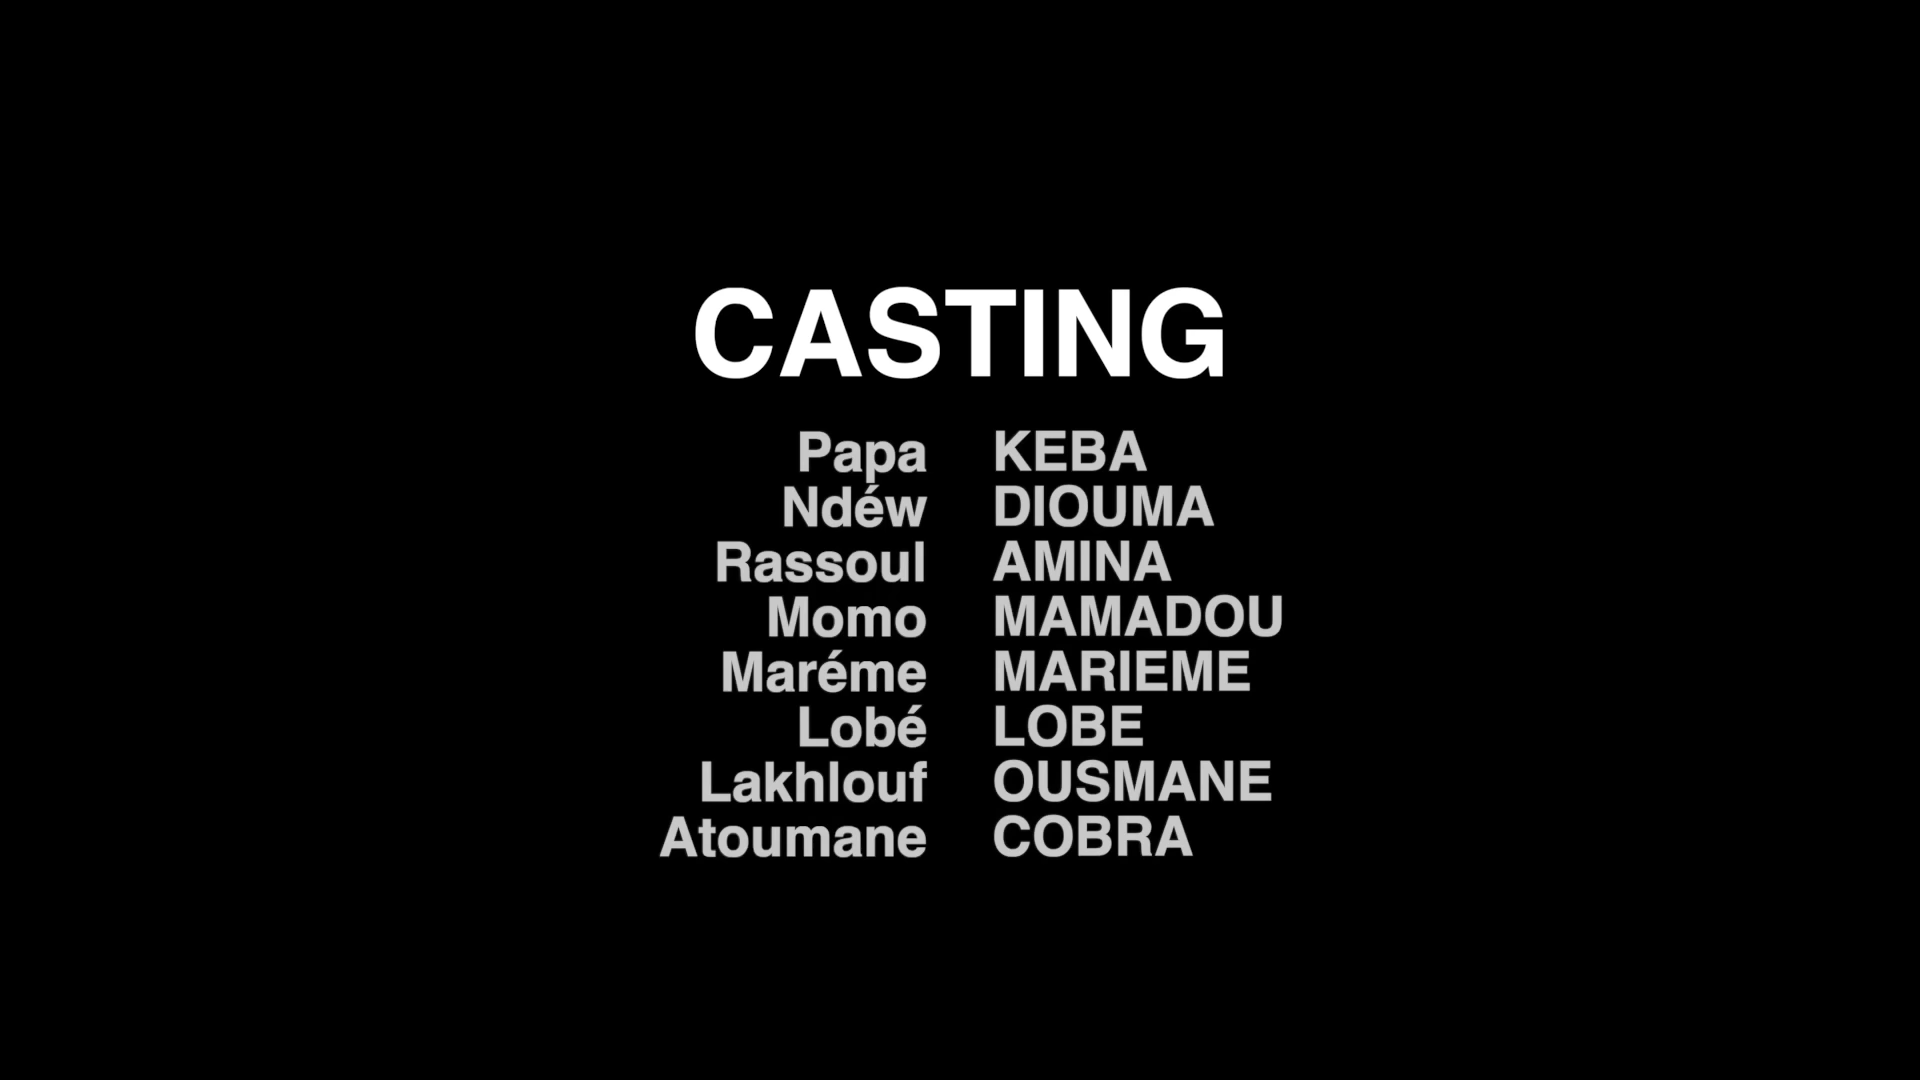 CASTING
Papa KEBA
Ndéw DIOUMA
Rassoul AMINA
Momo MAMADOU
Maréme MARIEME
Lobé LOBE
Lakhlouf OUSMANE
Atoumane COBRA